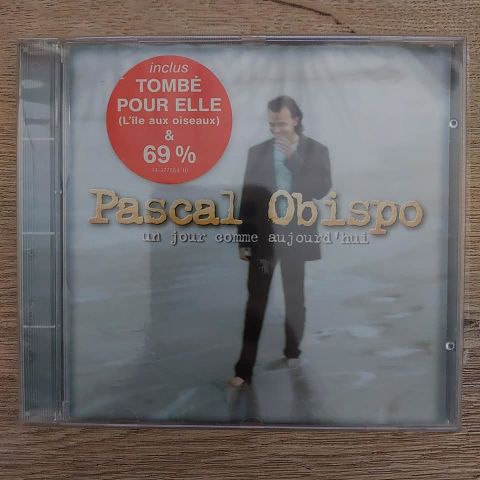 inclus
TOMBÉ
POUR ELLE
(L'île aux oiseaux)
&
69 %
Pascal Obispo
un jour comme aujourd'hui